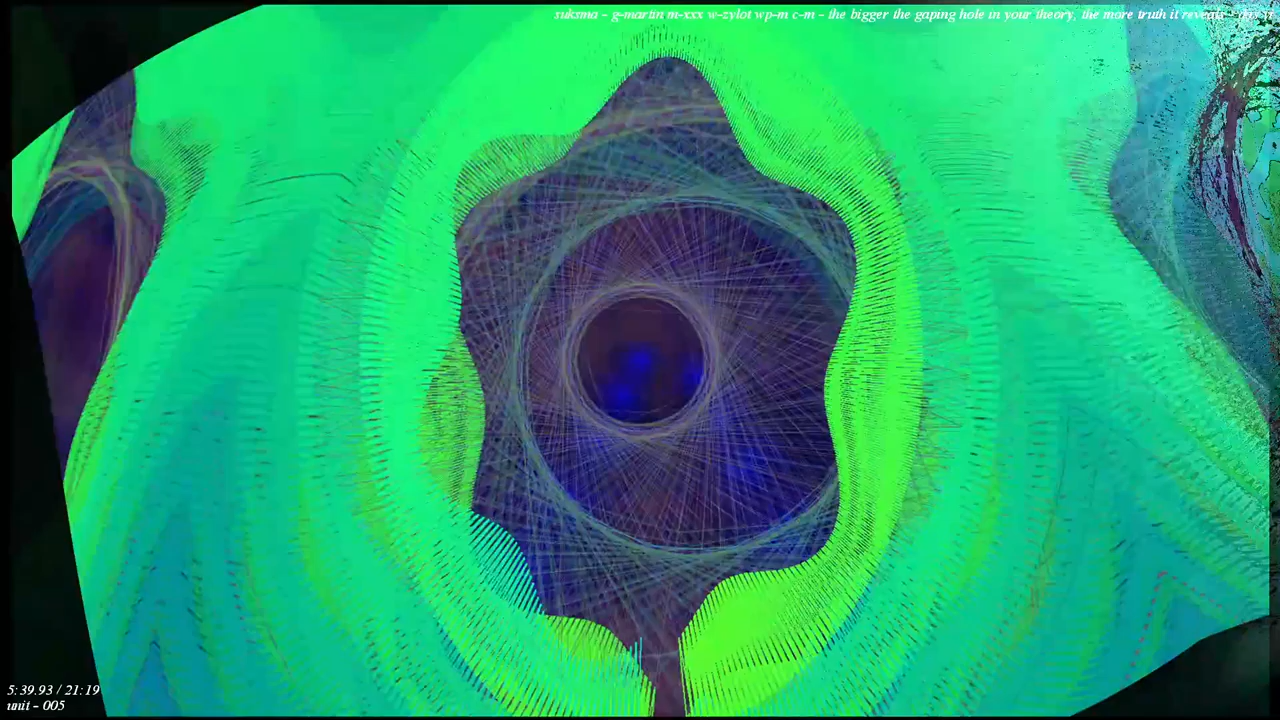 suksma - g-martin m-xxx w-zylot wp-m c-m - the bigger the gaping hole in your theory, the more truth it reveals -
5:39.93 / 21:19
unit - 005